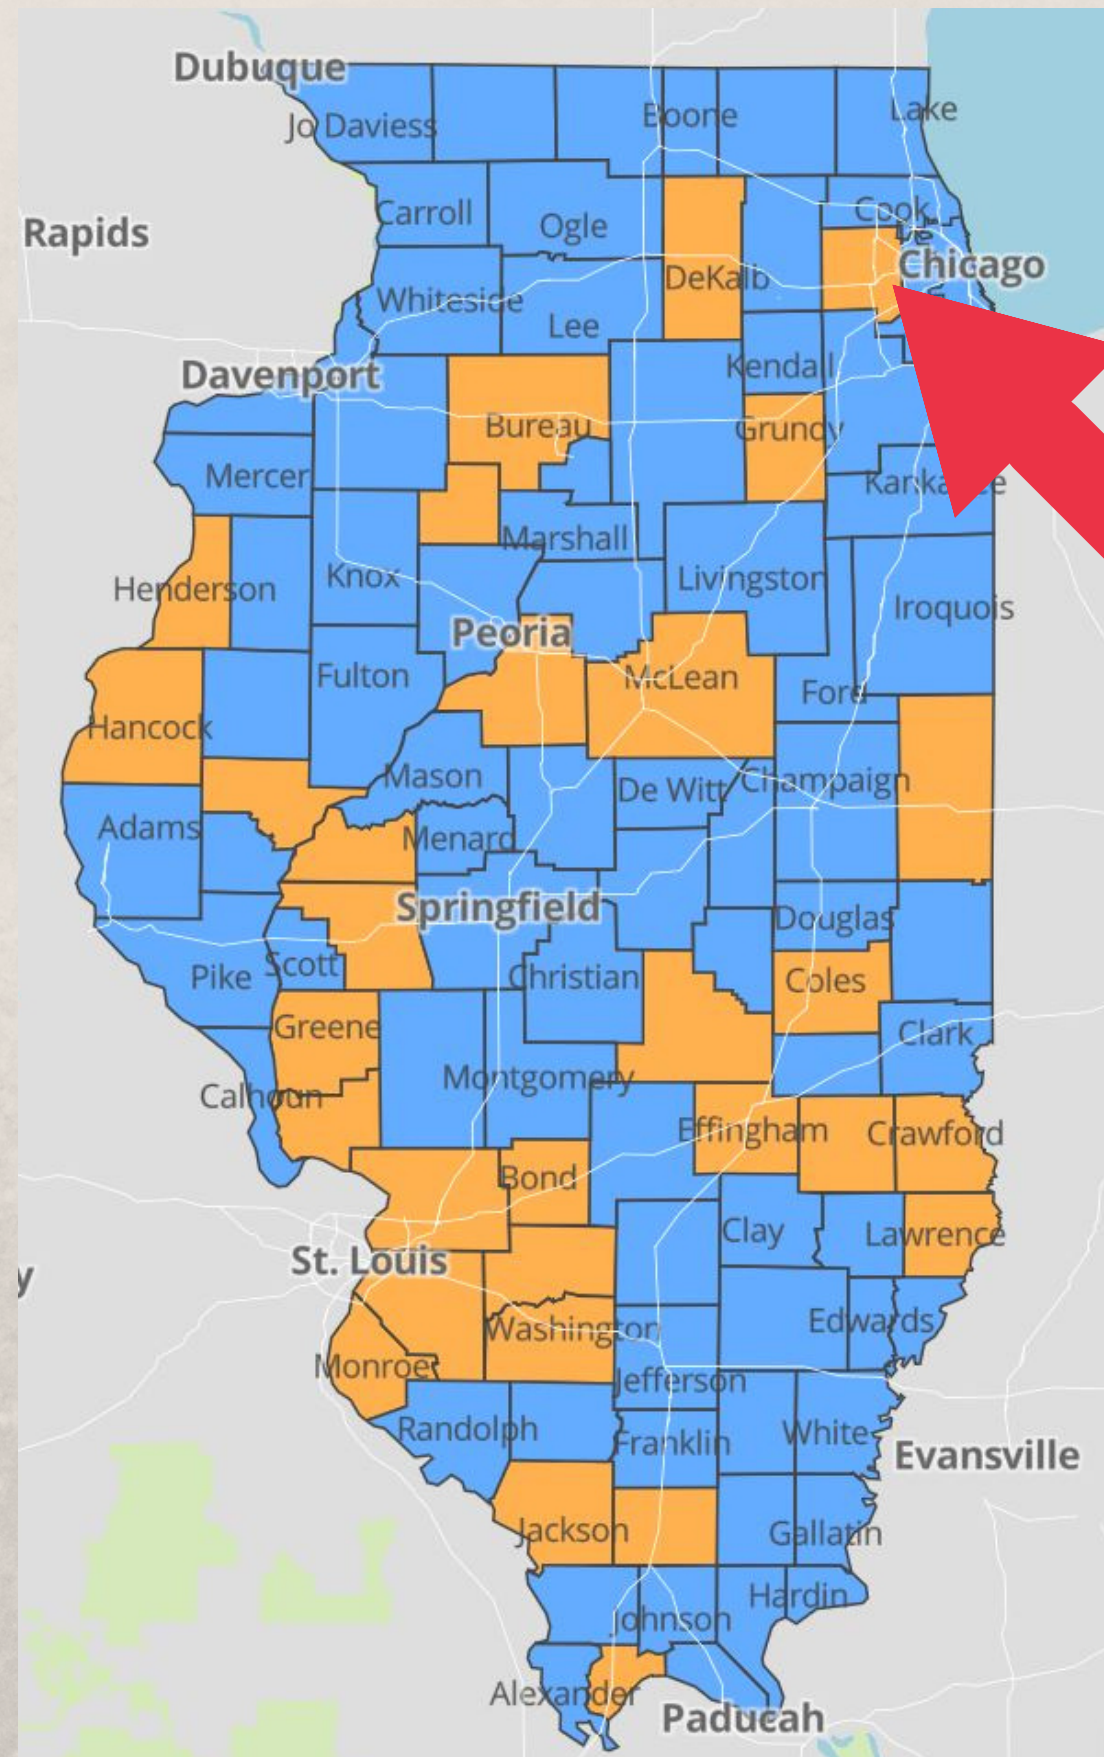 Dubuque
Jo Daviess
Boone
Lake
Carroll
Ogle
Cook
Rapids
DeKalb
Chicago
Whiteside
Lee
Davenport
Kendall
Bureau
Grundy
Mercer
Kankakee
Marshall
Henderson
Knox
Livingston
Iroquois
Peoria
Fulton
McLean
Ford
Hancock
Mason
De Witt
Champaign
Adams
Menard
Springfield
Douglas
Pike
Scott
Christian
Coles
Greene
Clark
Montgomery
Calhoun
Effingham
Crawford
Bond
Clay
Lawrence
St. Louis
y
Washington
Edwards
Monroe
Jefferson
Randolph
Franklin
White
Evansville
Jackson
Gallatin
Hardin
Johnson
Alexander
Paducah